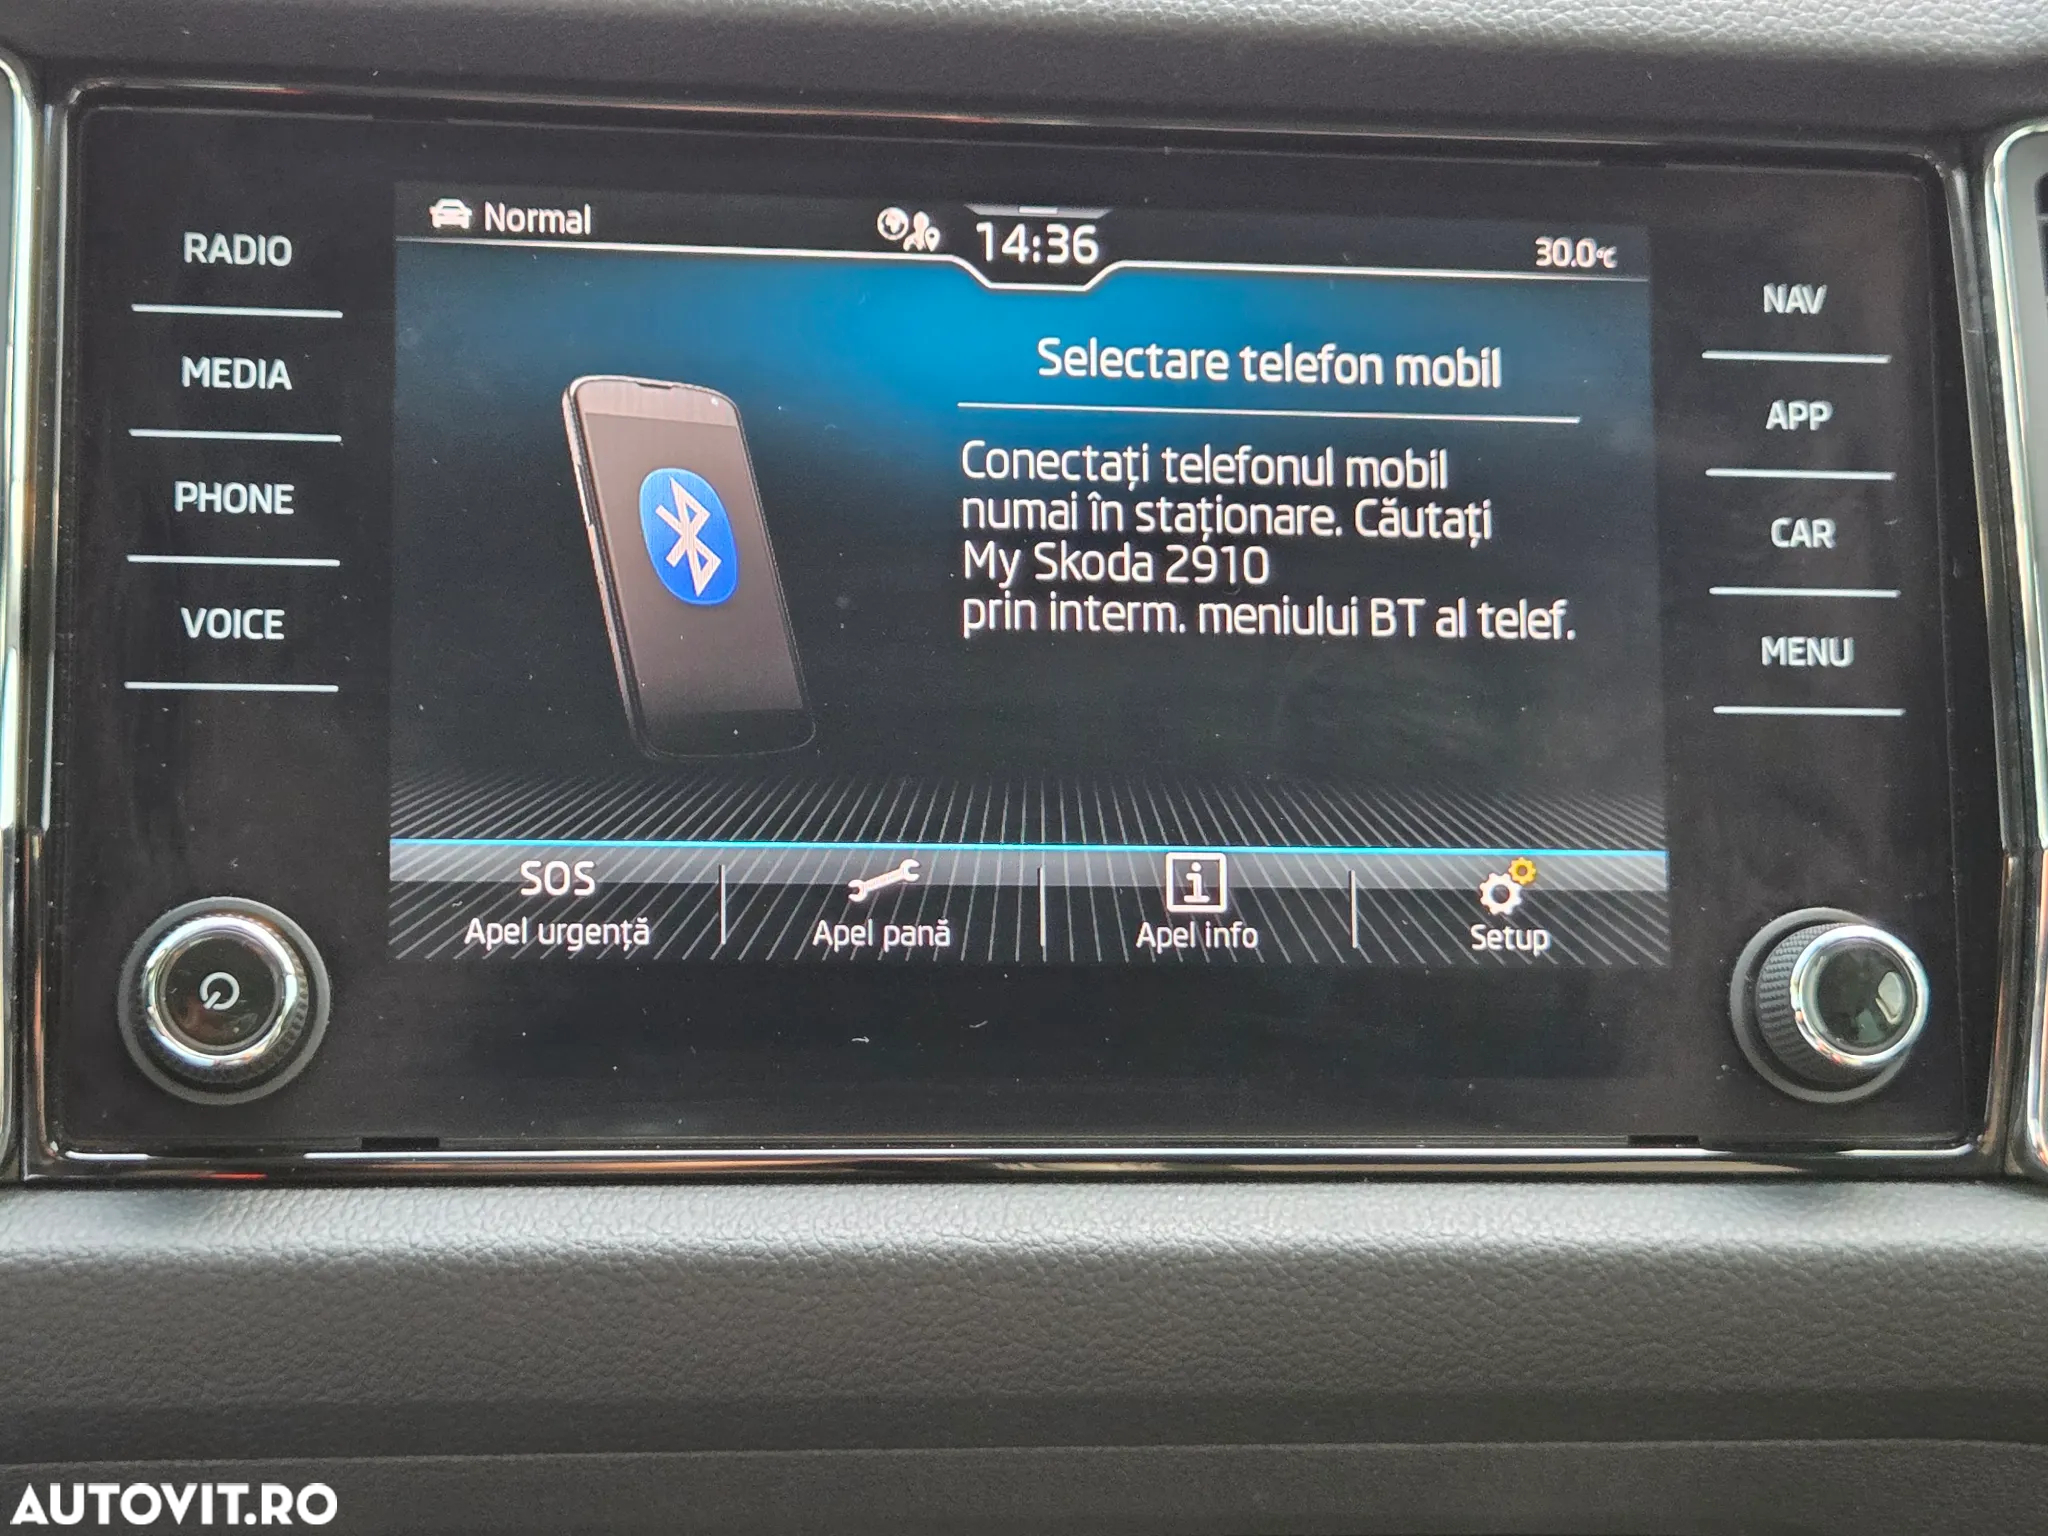 Normal
14:36
30.0°C
RADIO
MEDIA
PHONE
VOICE
Selectare telefon mobil
Conectați telefonul mobil
numai în staționare. Căutați
My Skoda 2910
prin interm. meniului BT al telef.
NAV
APP
CAR
MENU
SOS
Apel urgență
Apel pană
i
Apel info
Setup
AUTOVIT.RO